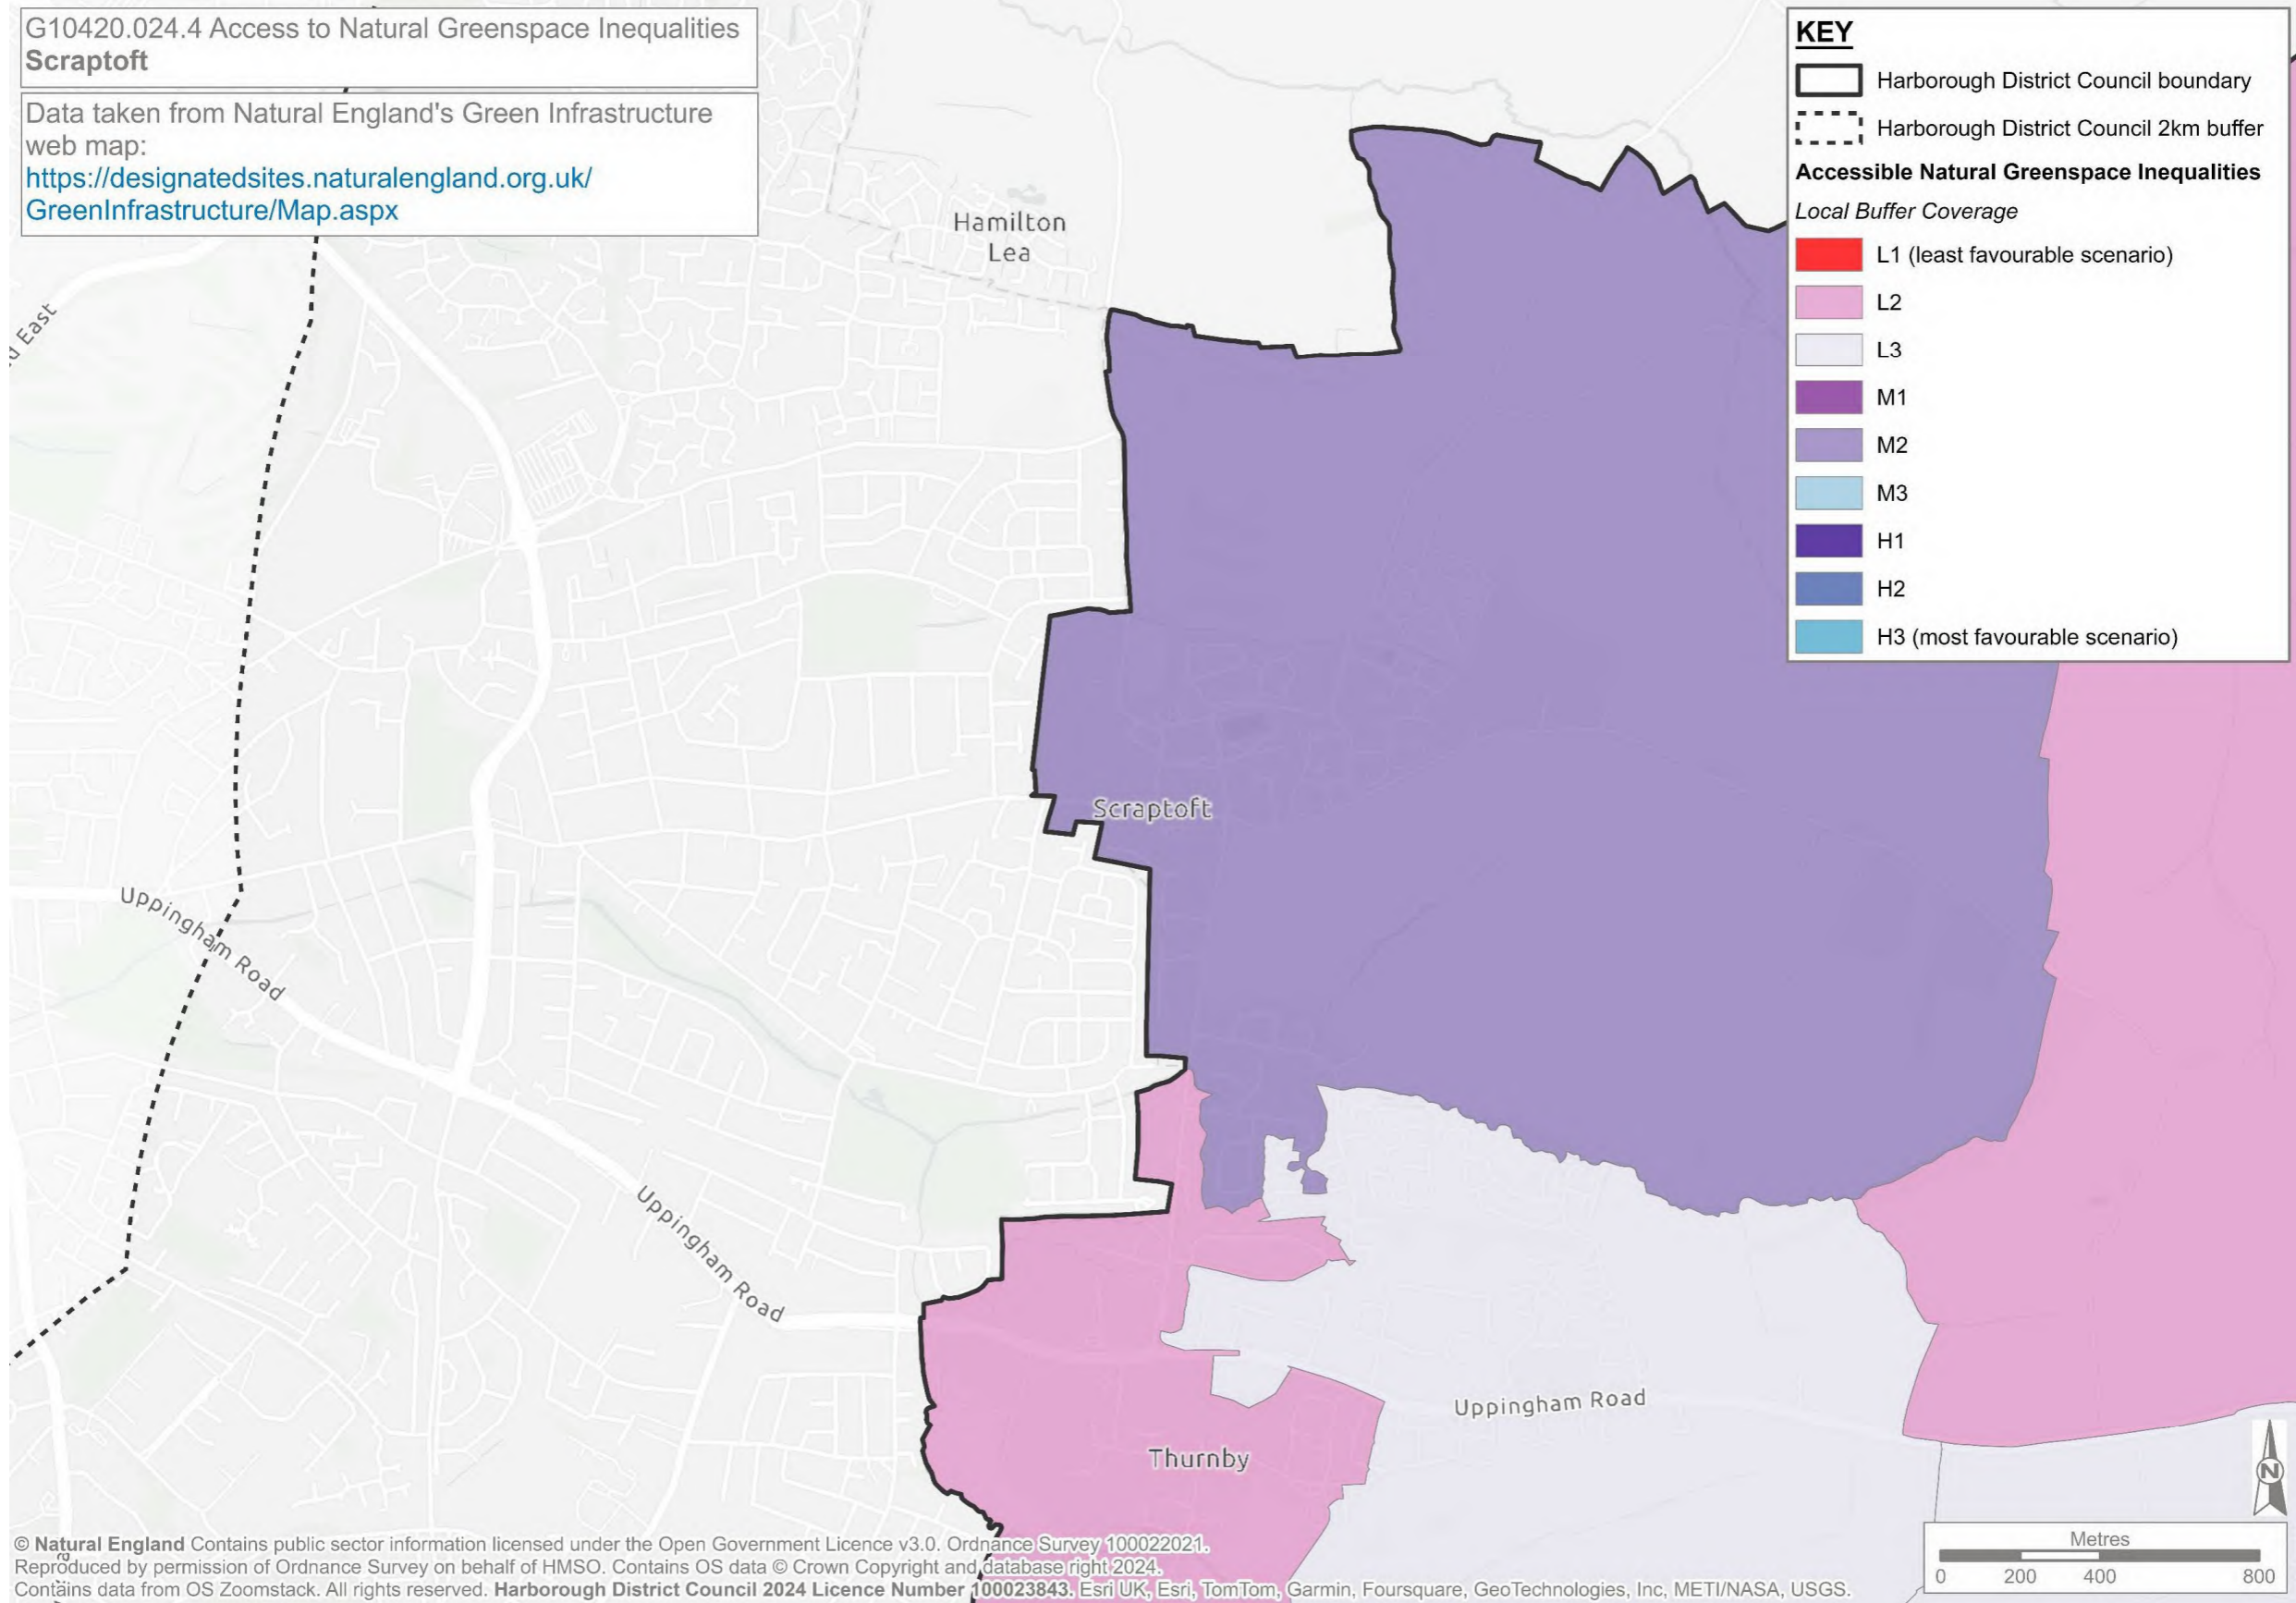 G10420.024.4 Access to Natural Greenspace Inequalities
Scraptoft
Data taken from Natural England's Green Infrastructure
web map:
https://designatedsites.naturalengland.org.uk/
GreenInfrastructure/Map.aspx
KEY
Harborough District Council boundary
Harborough District Council 2km buffer
Accessible Natural Greenspace Inequalities
Local Buffer Coverage
L1 (least favourable scenario)
L2
L3
M1
M2
M3
H1
H2
H3 (most favourable scenario)
Hamilton
Lea
East
Scraptoft
Uppingham Road
Uppingham Road
Uppingham Road
Thurnby
N
Metres
0 200 400 800
© Natural England Contains public sector information licensed under the Open Government Licence v3.0. Ordnance Survey 100022021.
Reproduced by permission of Ordnance Survey on behalf of HMSO. Contains OS data © Crown Copyright and database right 2024.
Contains data from OS Zoomstack. All rights reserved. Harborough District Council 2024 Licence Number 100023843. Esri UK, Esri, TomTom, Garmin, Foursquare, GeoTechnologies, Inc, METI/NASA, USGS.